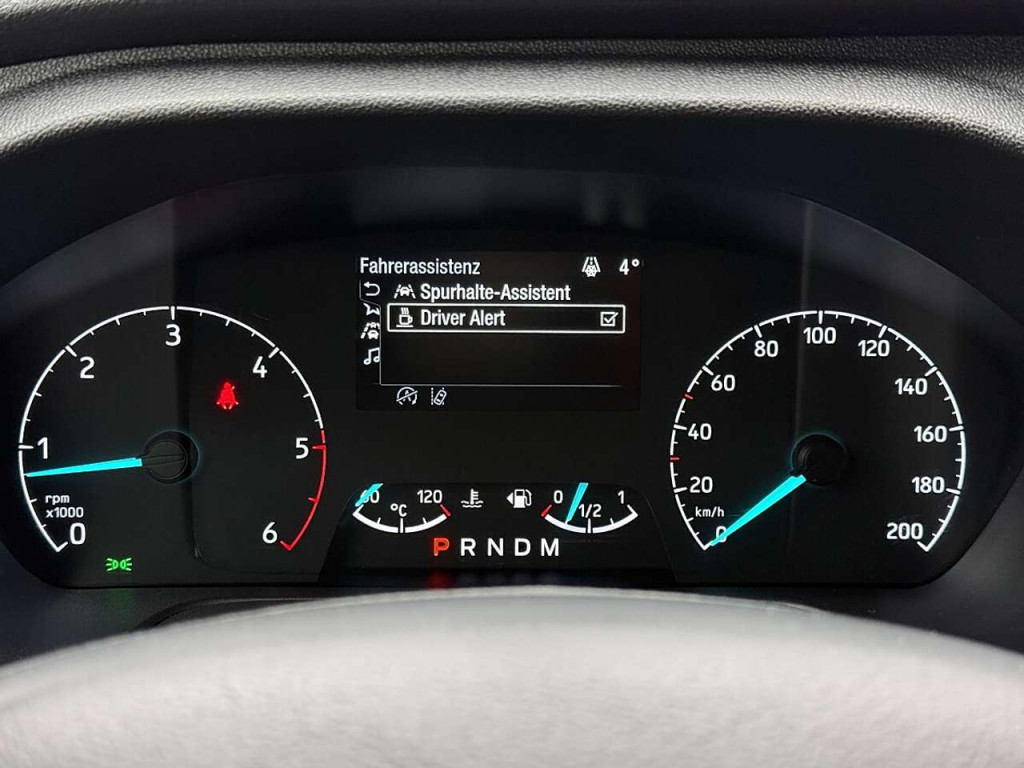 Fahrerassistenz 4°
Spurhalte-Assistent
Driver Alert
0
1
2
3
4
5
6
rpm
x1000
60 120
°C
0 1/2 1
P R N D M
0
20
40
60
80
100
120
140
160
180
200
km/h